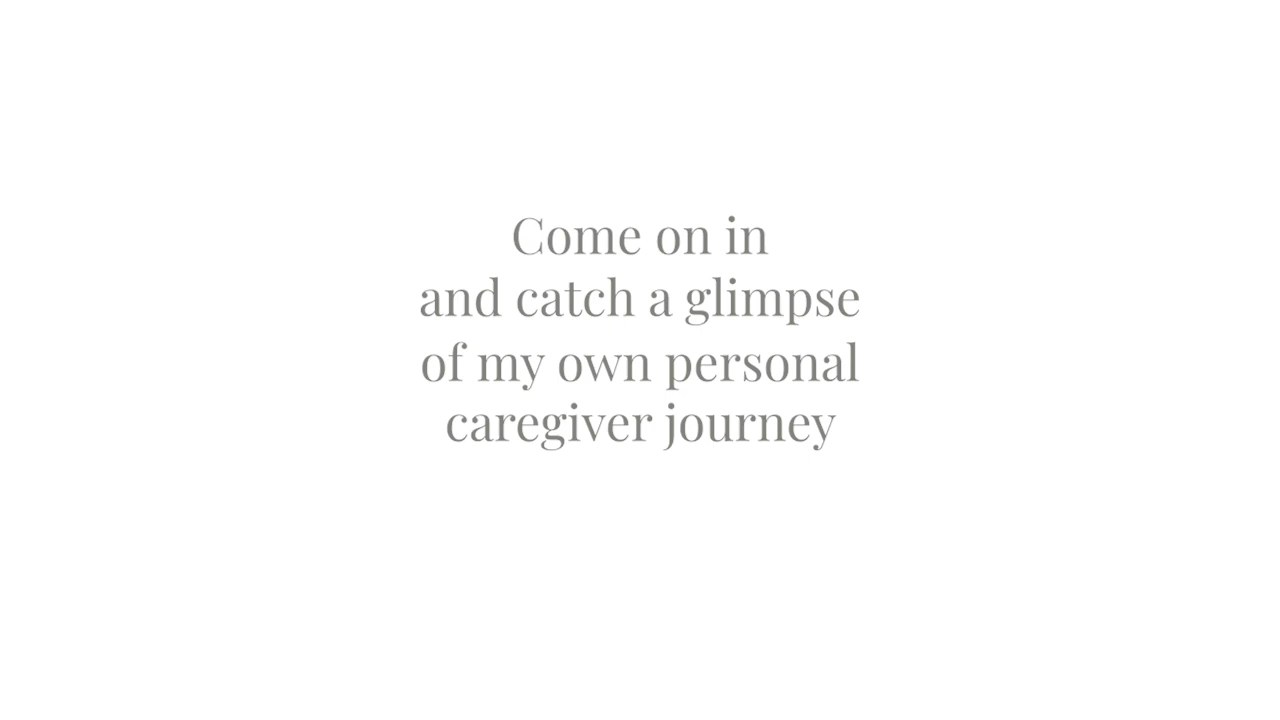 Come on in
and catch a glimpse
of my own personal
caregiver journey